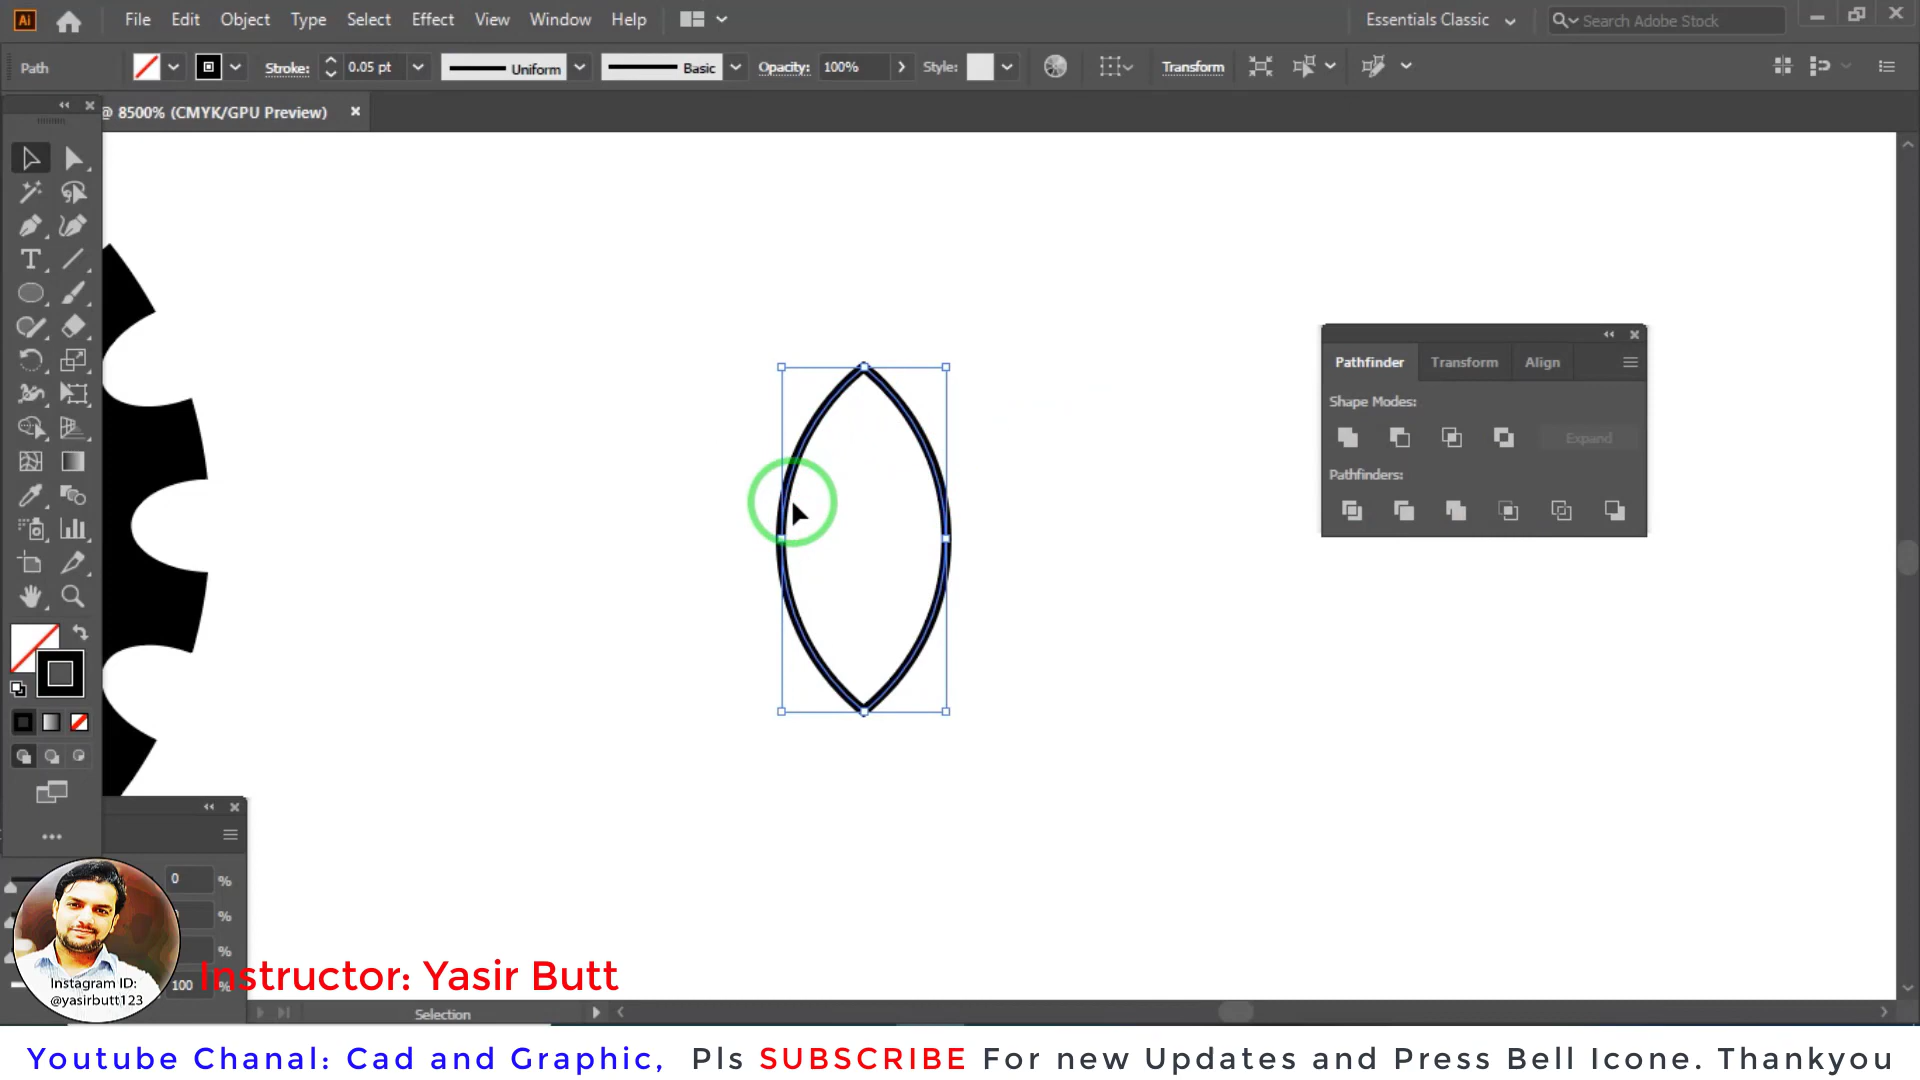 Ai File Edit Object Type Select Effect View Window Help Essentials Classic Search Adobe Stock
Path Stroke: 0.05 pt Uniform Basic Opacity: 100% Style: Transform
@ 8500% (CMYK/GPU Preview)
Pathfinder Transform Align
Shape Modes:
Expand
Pathfinders:
0 %
%
%
100 %
Instagram ID:
@yasirbutt123
Instructor: Yasir Butt
Selection
Youtube Chanal: Cad and Graphic, Pls SUBSCRIBE For new Updates and Press Bell Icone. Thankyou